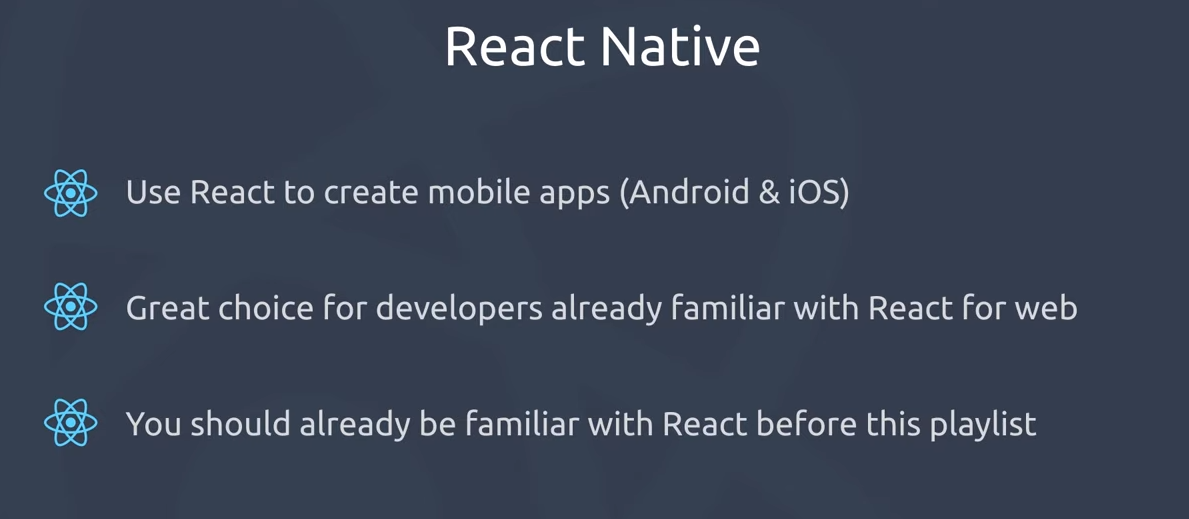 React Native
Use React to create mobile apps (Android & iOS)
Great choice for developers already familiar with React for web
You should already be familiar with React before this playlist